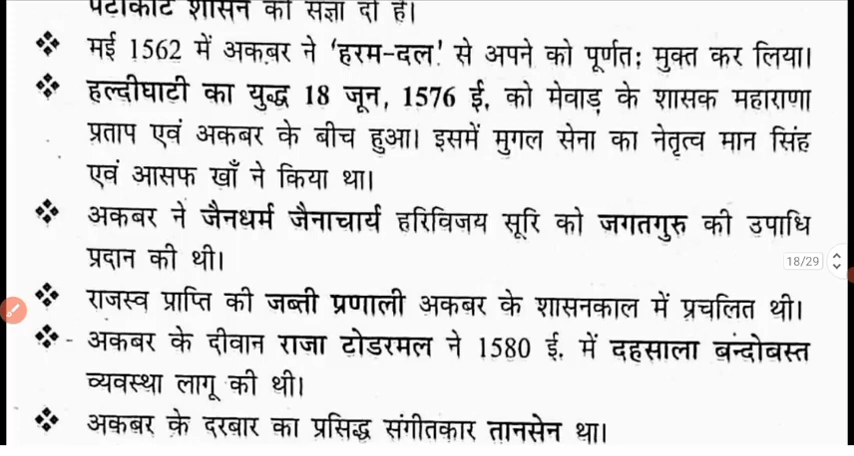 पेटीकोट शासन की संज्ञा दी है।
❖ मई 1562 में अकबर ने 'हरम-दल' से अपने को पूर्णतः मुक्त कर लिया।
❖ हल्दीघाटी का युद्ध 18 जून, 1576 ई. को मेवाड़ के शासक महाराणा
प्रताप एवं अकबर के बीच हुआ। इसमें मुगल सेना का नेतृत्व मान सिंह
एवं आसफ खाँ ने किया था।
❖ अकबर ने जैनधर्म जैनाचार्य हरिविजय सूरि को जगतगुरु की उपाधि
प्रदान की थी।
18/29
❖ राजस्व प्राप्ति की जब्ती प्रणाली अकबर के शासनकाल में प्रचलित थी।
❖ अकबर के दीवान राजा टोडरमल ने 1580 ई. में दहसाला बन्दोबस्त
व्यवस्था लागू की थी।
❖ अकबर के दरबार का प्रसिद्ध संगीतकार तानसेन था।